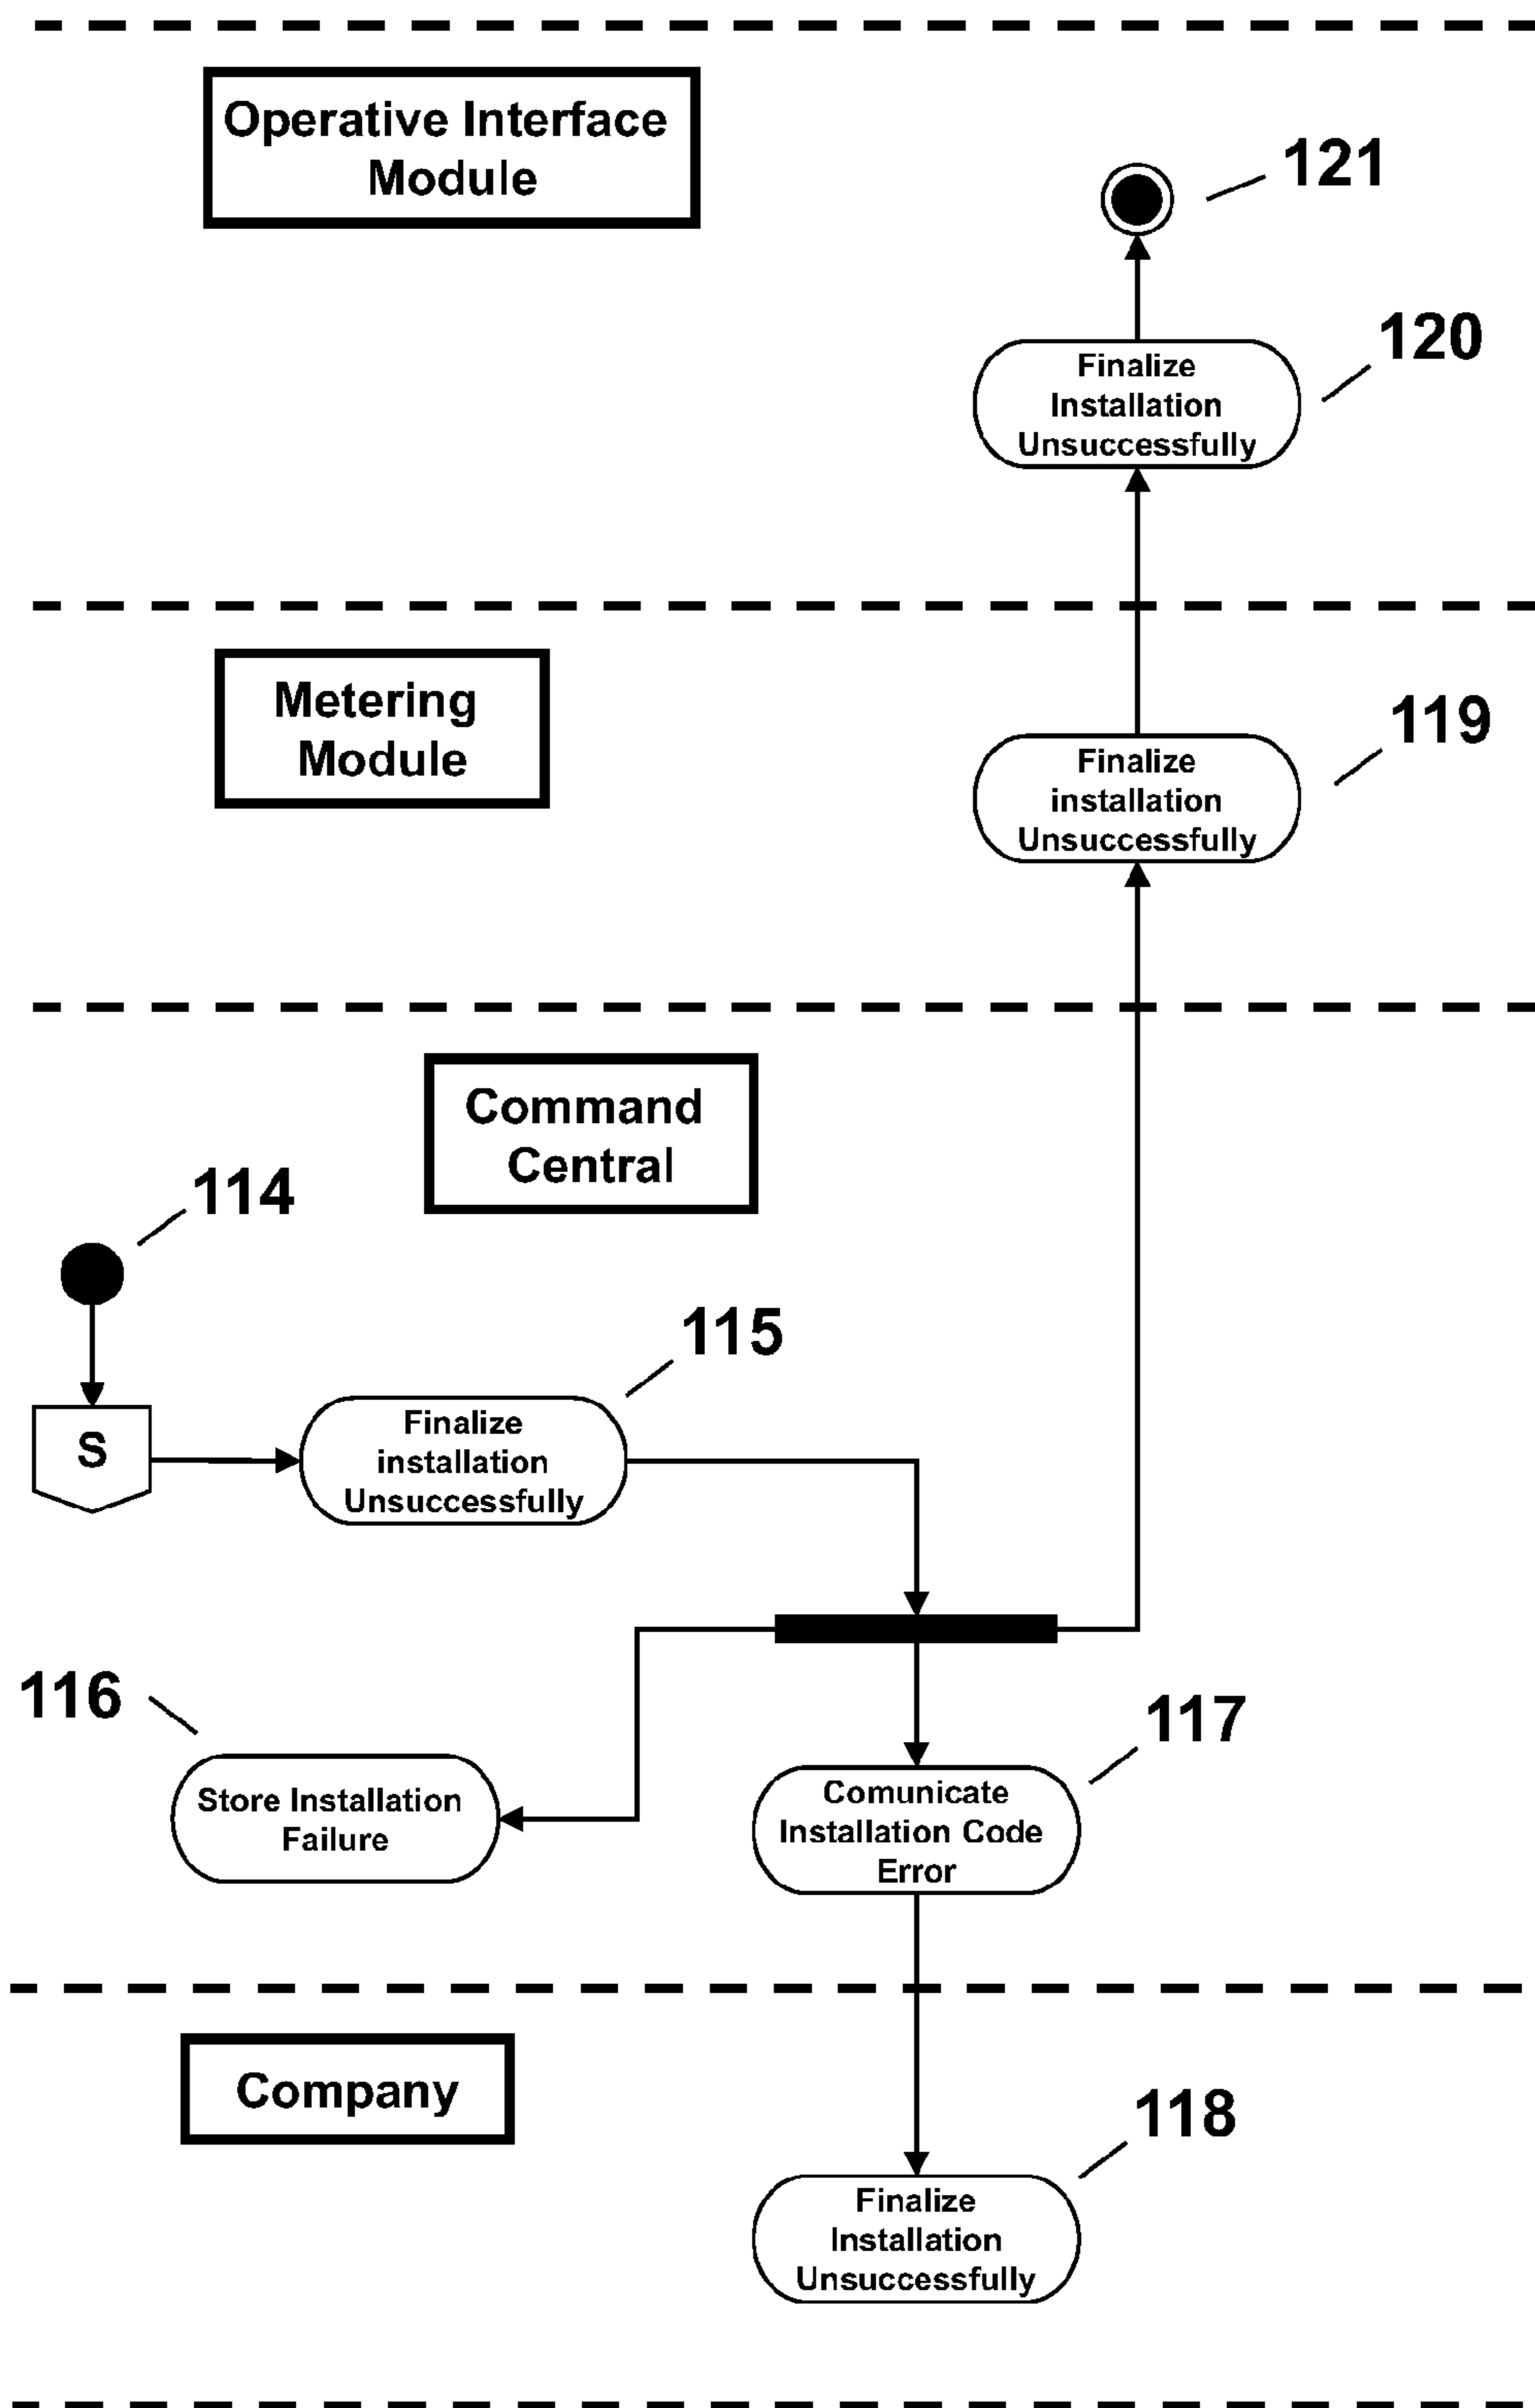 Operative Interface
Module
121
120
Finalize
Installation
Unsuccessfully
Metering
Module
119
Finalize
installation
Unsuccessfully
Command
Central
114
115
S
Finalize
installation
Unsuccessfully
116
117
Store Installation
Failure
Comunicate
Installation Code
Error
Company
118
Finalize
Installation
Unsuccessfully